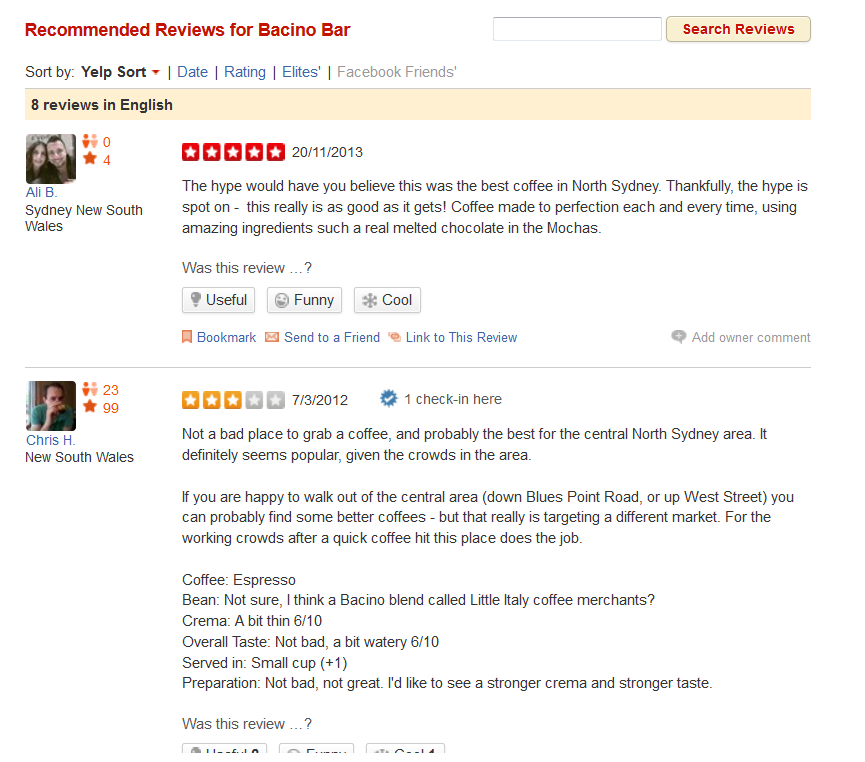 Recommended Reviews for Bacino Bar
Search Reviews
Sort by: Yelp Sort | Date | Rating | Elites' | Facebook Friends'
8 reviews in English
0
4
Ali B.
Sydney New South
Wales
20/11/2013
The hype would have you believe this was the best coffee in North Sydney. Thankfully, the hype is
spot on - this really is as good as it gets! Coffee made to perfection each and every time, using
amazing ingredients such a real melted chocolate in the Mochas.
Was this review …?
Useful Funny Cool
Bookmark Send to a Friend Link to This Review Add owner comment
23
99
Chris H.
New South Wales
7/3/2012 1 check-in here
Not a bad place to grab a coffee, and probably the best for the central North Sydney area. It
definitely seems popular, given the crowds in the area.
If you are happy to walk out of the central area (down Blues Point Road, or up West Street) you
can probably find some better coffees - but that really is targeting a different market. For the
working crowds after a quick coffee hit this place does the job.
Coffee: Espresso
Bean: Not sure, I think a Bacino blend called Little Italy coffee merchants?
Crema: A bit thin 6/10
Overall Taste: Not bad, a bit watery 6/10
Served in: Small cup (+1)
Preparation: Not bad, not great. I'd like to see a stronger crema and stronger taste.
Was this review …?
Useful Funny Cool 1